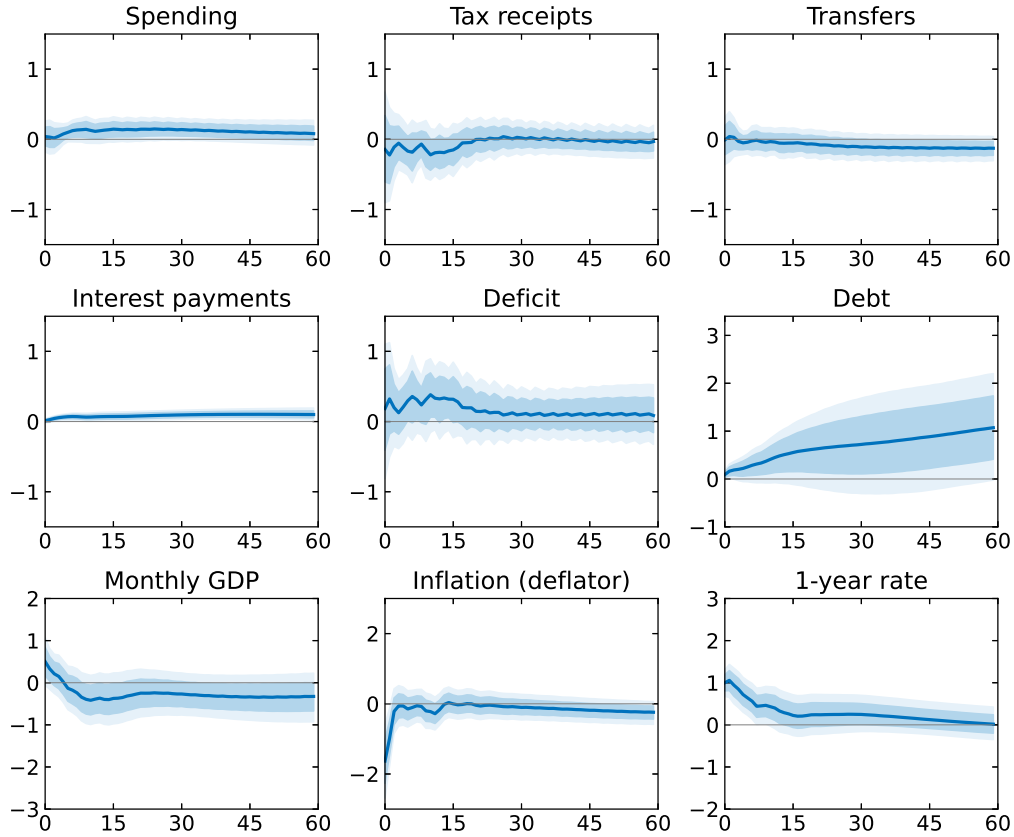 Spending Tax receipts Transfers
1 1 1
0 0 0
−1 −1 −1
0 15 30 45 60 0 15 30 45 60 0 15 30 45 60
Interest payments Deficit Debt
1 1 3
0 0 2
−1 −1 1
0
−1
0 15 30 45 60 0 15 30 45 60 0 15 30 45 60
Monthly GDP Inflation (deflator) 1-year rate
2 2 3
1 0 2
0 −2 1
−1 0
−2 −1
−3 −2
0 15 30 45 60 0 15 30 45 60 0 15 30 45 60